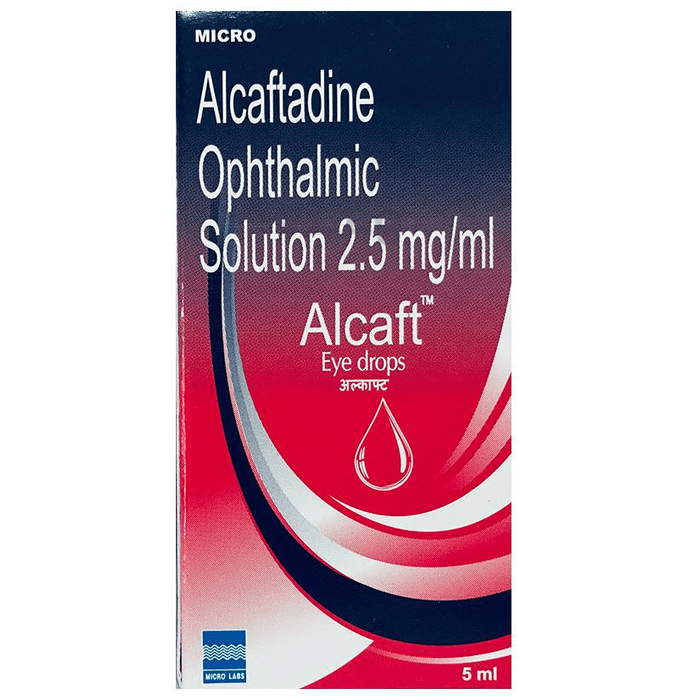 MICRO
Alcaftadine
Ophthalmic
Solution 2.5 mg/ml
Alcaft™
Eye drops
अल्काफ्ट
MICRO LABS
5 ml